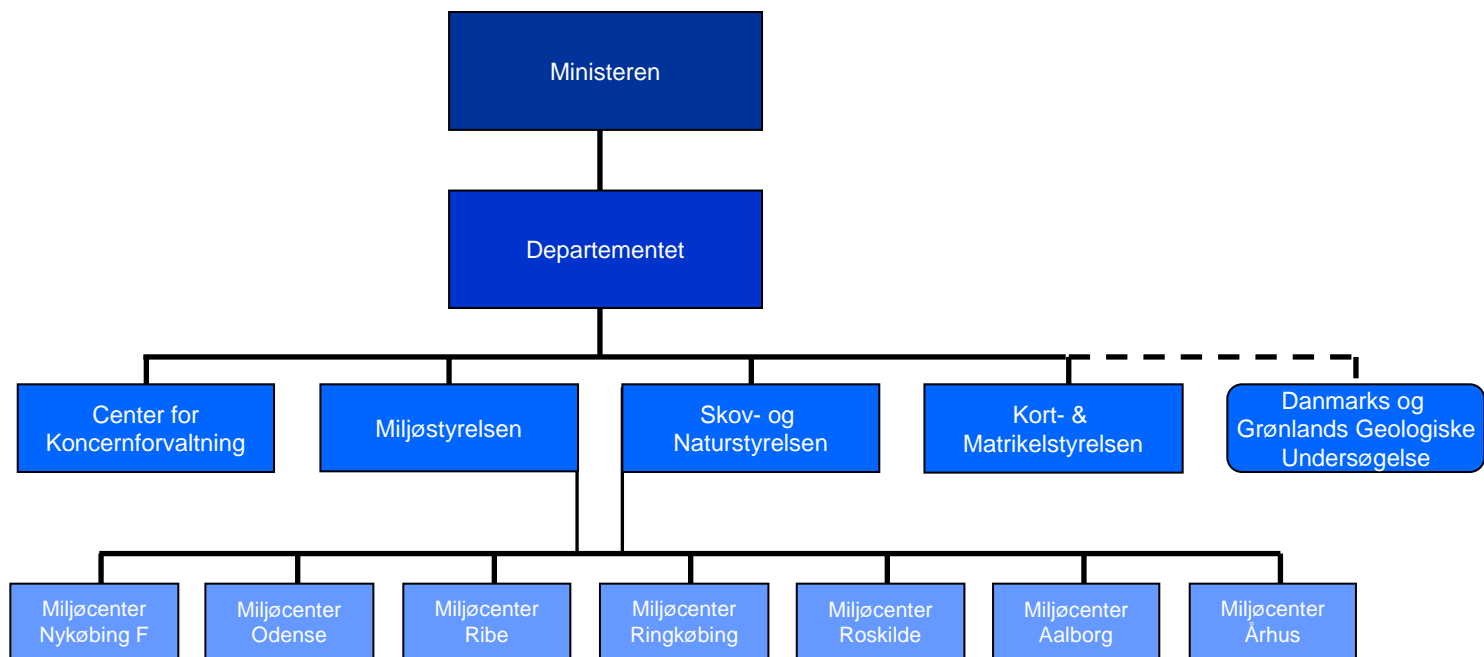 Ministeren
Departementet
Center for
Koncernforvaltning
Miljøstyrelsen
Skov- og
Naturstyrelsen
Kort- &
Matrikelstyrelsen
Danmarks og
Grønlands Geologiske
Undersøgelse
Miljøcenter
Nykøbing F
Miljøcenter
Odense
Miljøcenter
Ribe
Miljøcenter
Ringkøbing
Miljøcenter
Roskilde
Miljøcenter
Aalborg
Miljøcenter
Århus